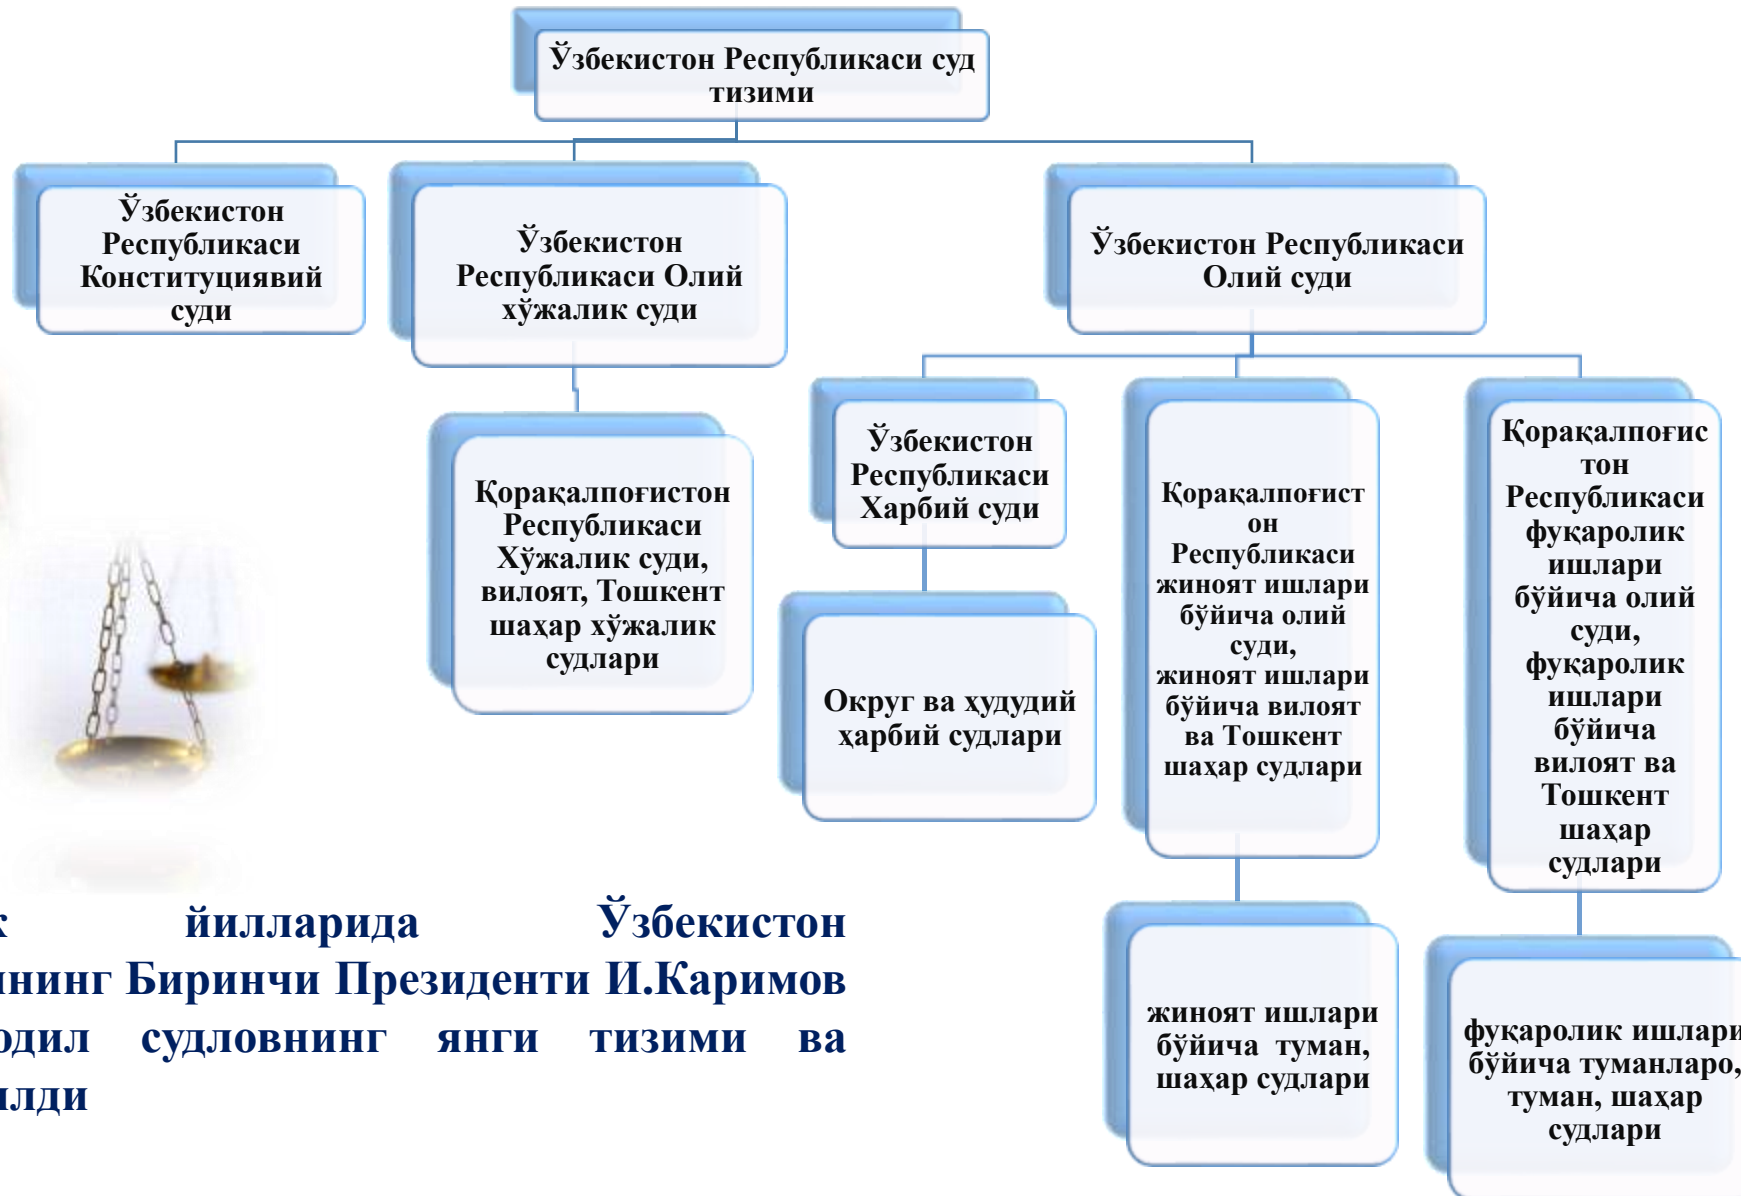 Ўзбекистон Республикаси суд
тизими
Ўзбекистон
Республикаси
Конституциявий
суди
Ўзбекистон
Республикаси Олий
хўжалик суди
Қорақалпоғистон
Республикаси
Хўжалик суди,
вилоят, Тошкент
шаҳар хўжалик
судлари
Ўзбекистон Республикаси
Олий суди
Ўзбекистон
Республикаси
Харбий суди
Округ ва ҳудудий
ҳарбий судлари
Қорақалпоғист
он
Республикаси
жиноят ишлари
бўйича олий
суди,
жиноят ишлари
бўйича вилоят
ва Тошкент
шаҳар судлари
жиноят ишлари
бўйича туман,
шаҳар судлари
Қорақалпоғис
тон
Республикаси
фуқаролик
ишлари
бўйича олий
суди,
фуқаролик
ишлари
бўйича
вилоят ва
Тошкент
шаҳар
судлари
фуқаролик ишлари
бўйича туманларо,
туман, шаҳар
судлари
йилларида Ўзбекистон
Биринчи Президенти И.Каримов
судловнинг янги тизими ва